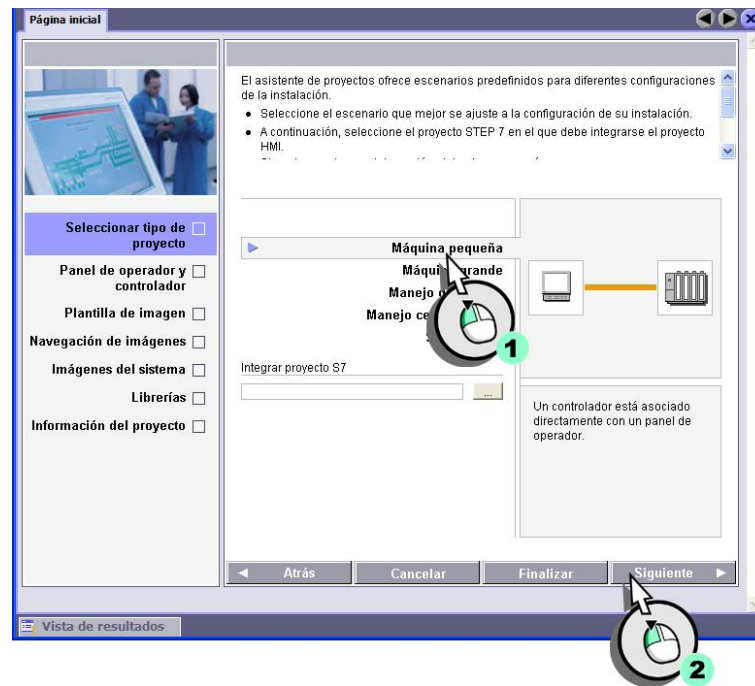 Página inicial
El asistente de proyectos ofrece escenarios predefinidos para diferentes configuraciones
de la instalación.
• Seleccione el escenario que mejor se ajuste a la configuración de su instalación.
• A continuación, seleccione el proyecto STEP 7 en el que debe integrarse el proyecto
HMI.
Seleccionar tipo de
proyecto
Panel de operador y
controlador
Plantilla de imagen
Navegación de imágenes
Imágenes del sistema
Librerías
Información del proyecto
Máquina pequeña
Máquina grande
Manejo
Manejo
1
Integrar proyecto S7
...
Un controlador está asociado
directamente con un panel de
operador.
Atrás
Cancelar
Finalizar
Siguiente
Vista de resultados
2